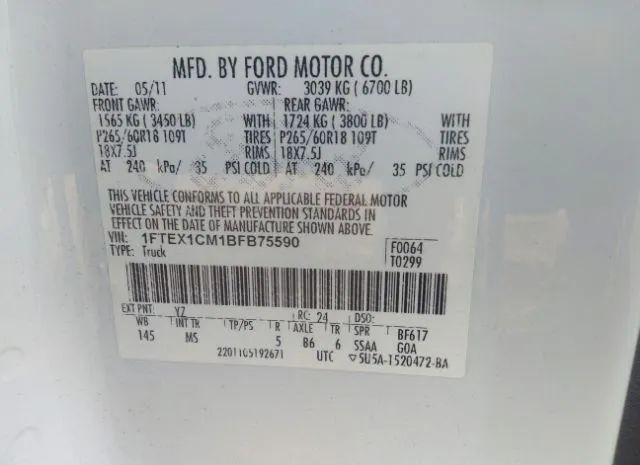 MFD. BY FORD MOTOR CO.
DATE: 05/11 GVWR: 3039 KG ( 6700 LB)
FRONT GAWR: REAR GAWR:
1565 KG ( 3450 LB) WITH 1724 KG ( 3800 LB) WITH
P265/60R18 109T TIRES P265/60R18 109T TIRES
18X7.5J RIMS 18X7.5J RIMS
AT 240 kPa/ 35 PSI COLD AT 240 kPa/ 35 PSI COLD
THIS VEHICLE CONFORMS TO ALL APPLICABLE FEDERAL MOTOR
VEHICLE SAFETY AND THEFT PREVENTION STANDARDS IN
EFFECT ON THE DATE OF MANUFACTURE SHOWN ABOVE.
VIN: 1FTEX1CM1BFB75590 F0064
TYPE: Truck T0299
EXT PNT: YZ RC: 24 DSO:
WB INT TR TP/PS R AXLE TR SPR BF617
145 MS 5 B6 6 SSAA GOA
2201105192671 UTC ▽5U5A-1520472-BA